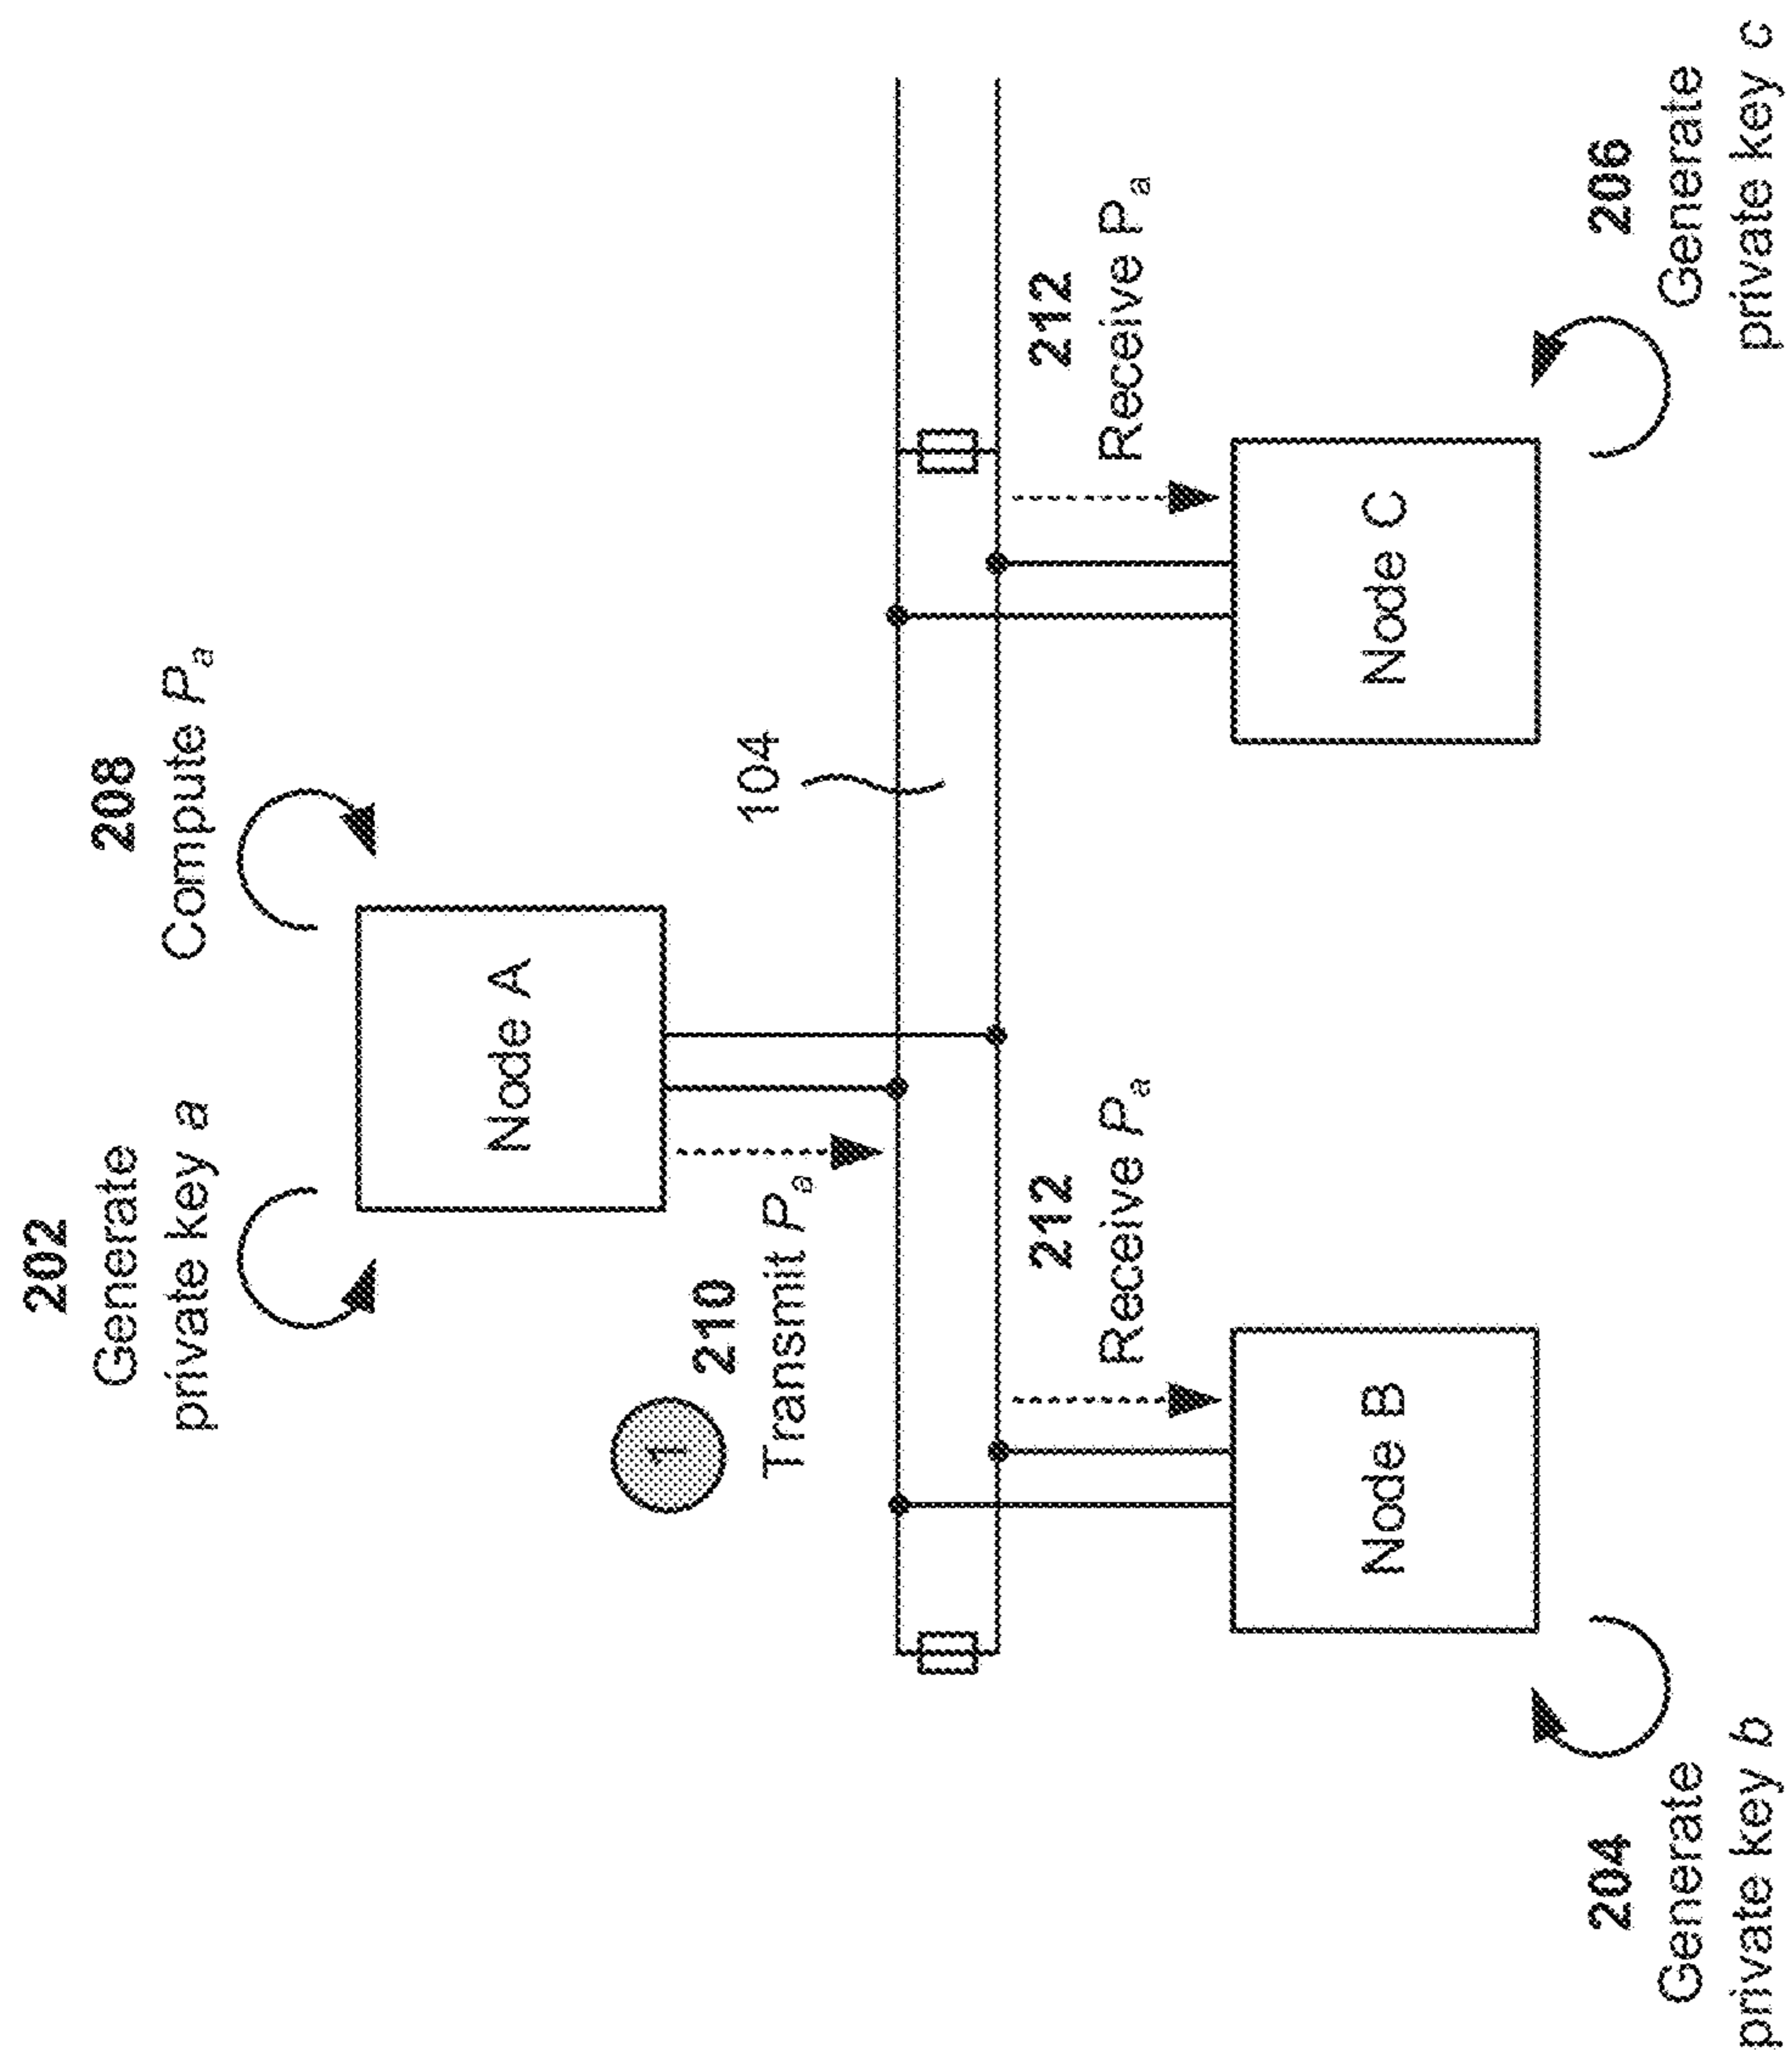 202
Generate
private key a
208
Compute Pa
Node A
1
210
Transmit Pa
104
212
Receive Pa
212
Receive Pa
Node B
Node C
204
Generate
private key b
206
Generate
private key c